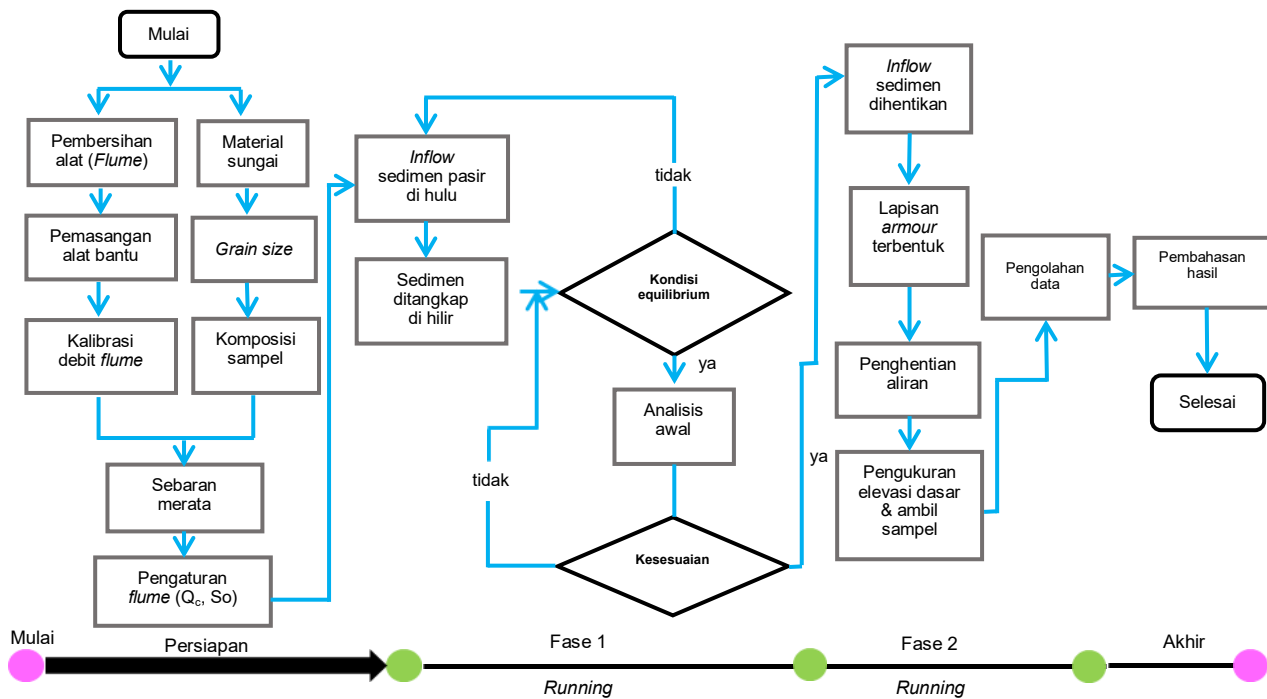 Mulai
Pembersihan
alat (Flume)
Material
sungai
Pemasangan
alat bantu
Grain size
Kalibrasi
debit flume
Komposisi
sampel
Sebaran
merata
Pengaturan
flume (Qc, So)
Inflow
sedimen pasir
di hulu
Sedimen
ditangkap
di hilir
tidak
Kondisi
equilibrium
ya
Analisis
awal
tidak
Kesesuaian
ya
Inflow
sedimen
dihentikan
Lapisan
armour
terbentuk
Penghentian
aliran
Pengukuran
elevasi dasar
& ambil
sampel
Pengolahan
data
Pembahasan
hasil
Selesai
Mulai
Persiapan
Fase 1
Running
Fase 2
Running
Akhir